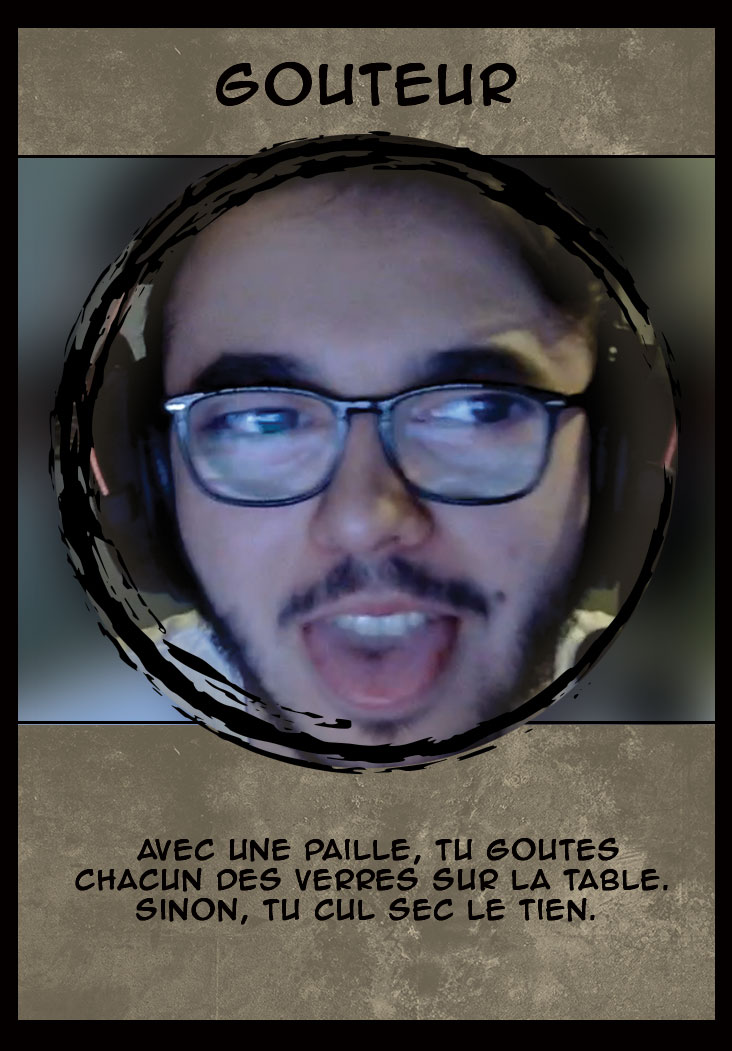 GOUTEUR
AVEC UNE PAILLE, TU GOUTES
CHACUN DES VERRES SUR LA TABLE.
SINON, TU CUL SEC LE TIEN.